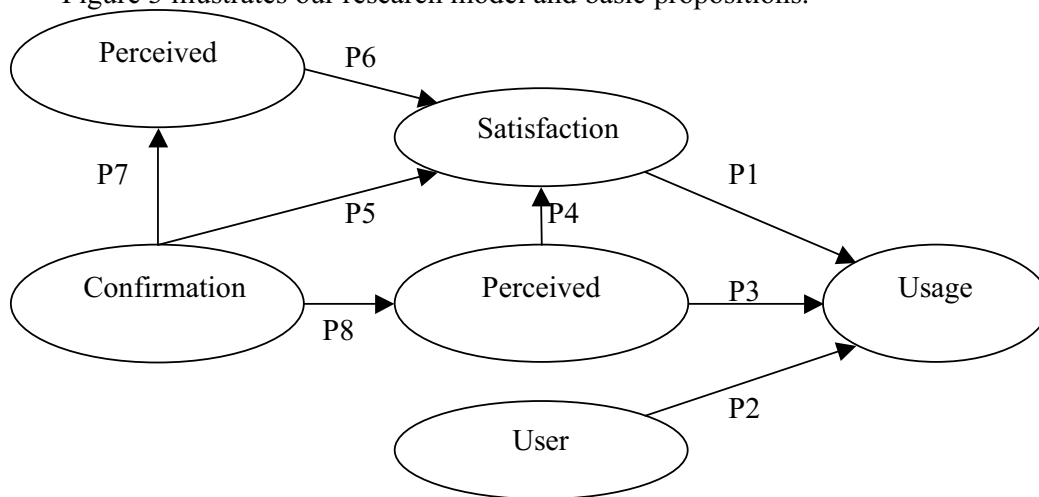 Figure 3 illustrates our research model and basic propositions.
Perceived
P6
Satisfaction
P7
P1
P5
P4
Confirmation
Perceived
P3
Usage
P8
P2
User